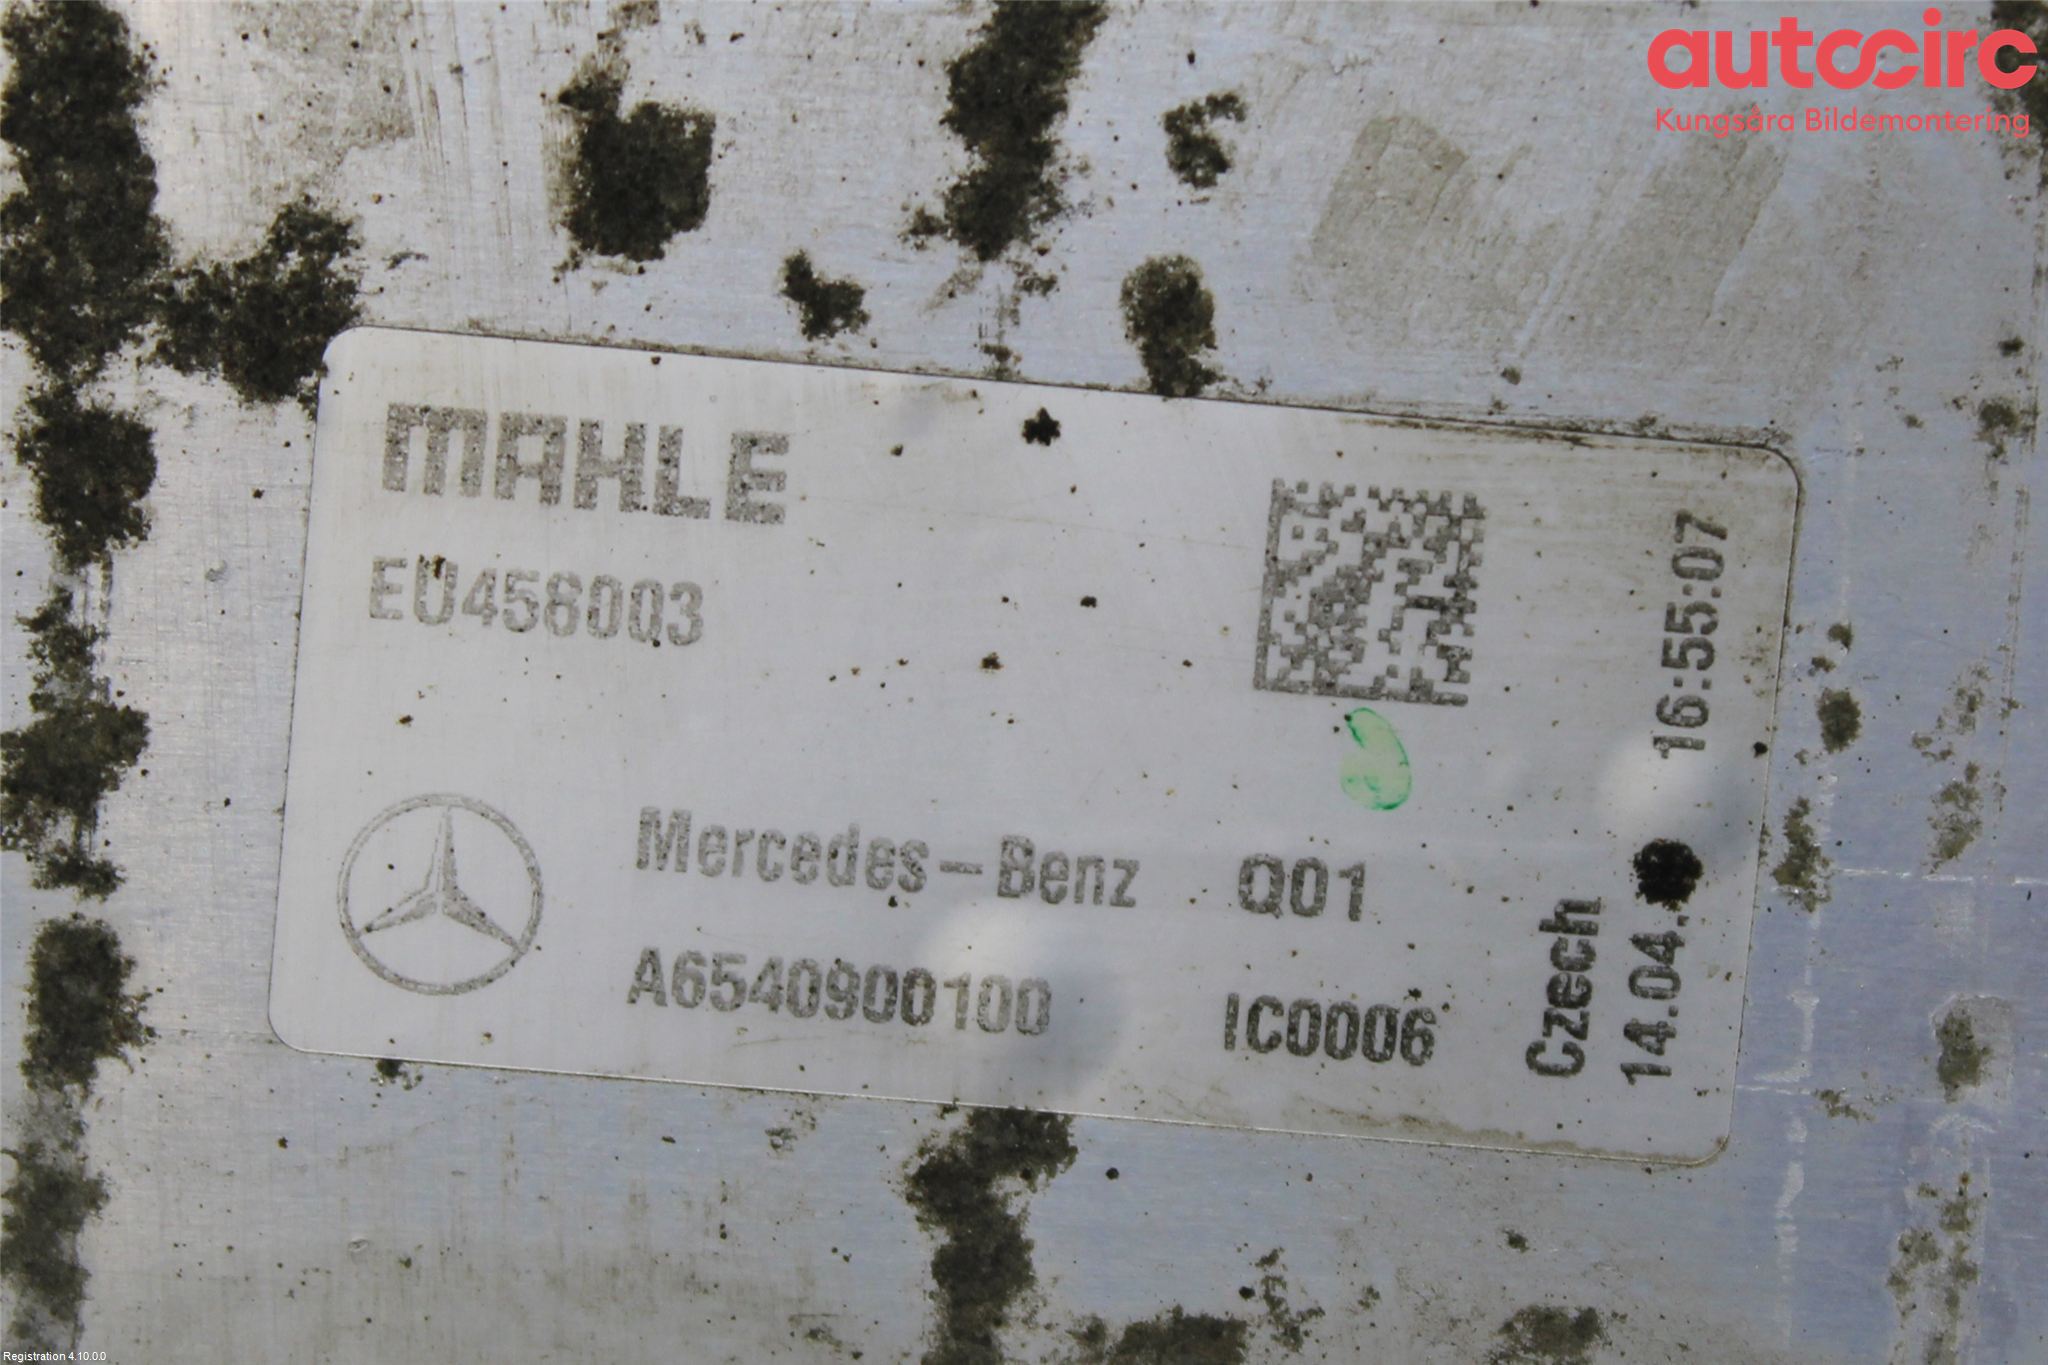 autocirc
Kungsåra Bildemontering
MAHLE
EU458003
Mercedes-Benz Q01
A6540900100 IC0006
Czech
14.04.
16:55:07
Registration 4.10.0.0